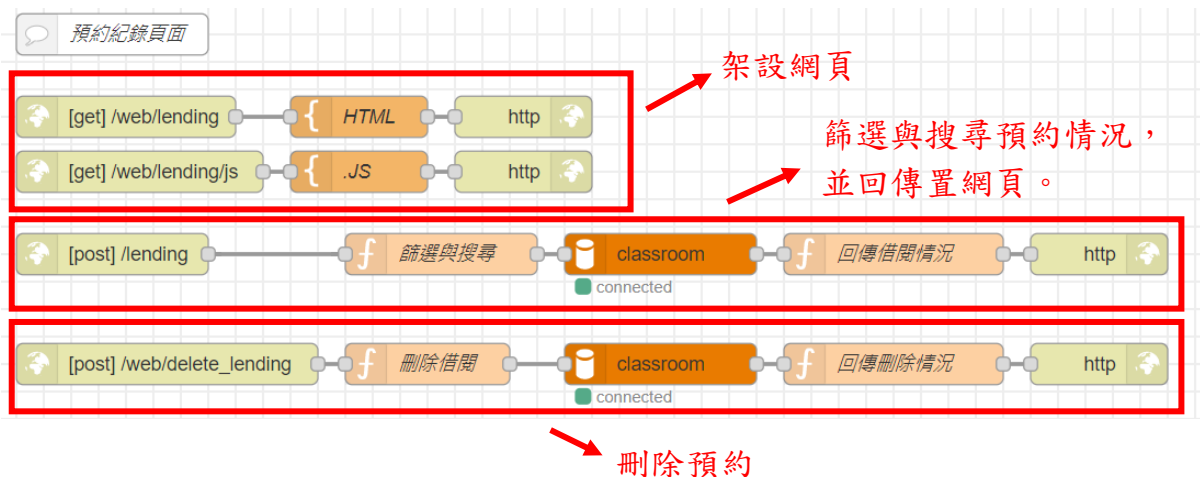 預約紀錄頁面
架設網頁
[get] /web/lending
HTML
http
[get] /web/lending/js
.JS
http
篩選與搜尋預約情況，
並回傳置網頁。
[post] /lending
篩選與搜尋
classroom
回傳借閱情況
http
connected
[post] /web/delete_lending
刪除借閱
classroom
回傳刪除情況
http
connected
刪除預約